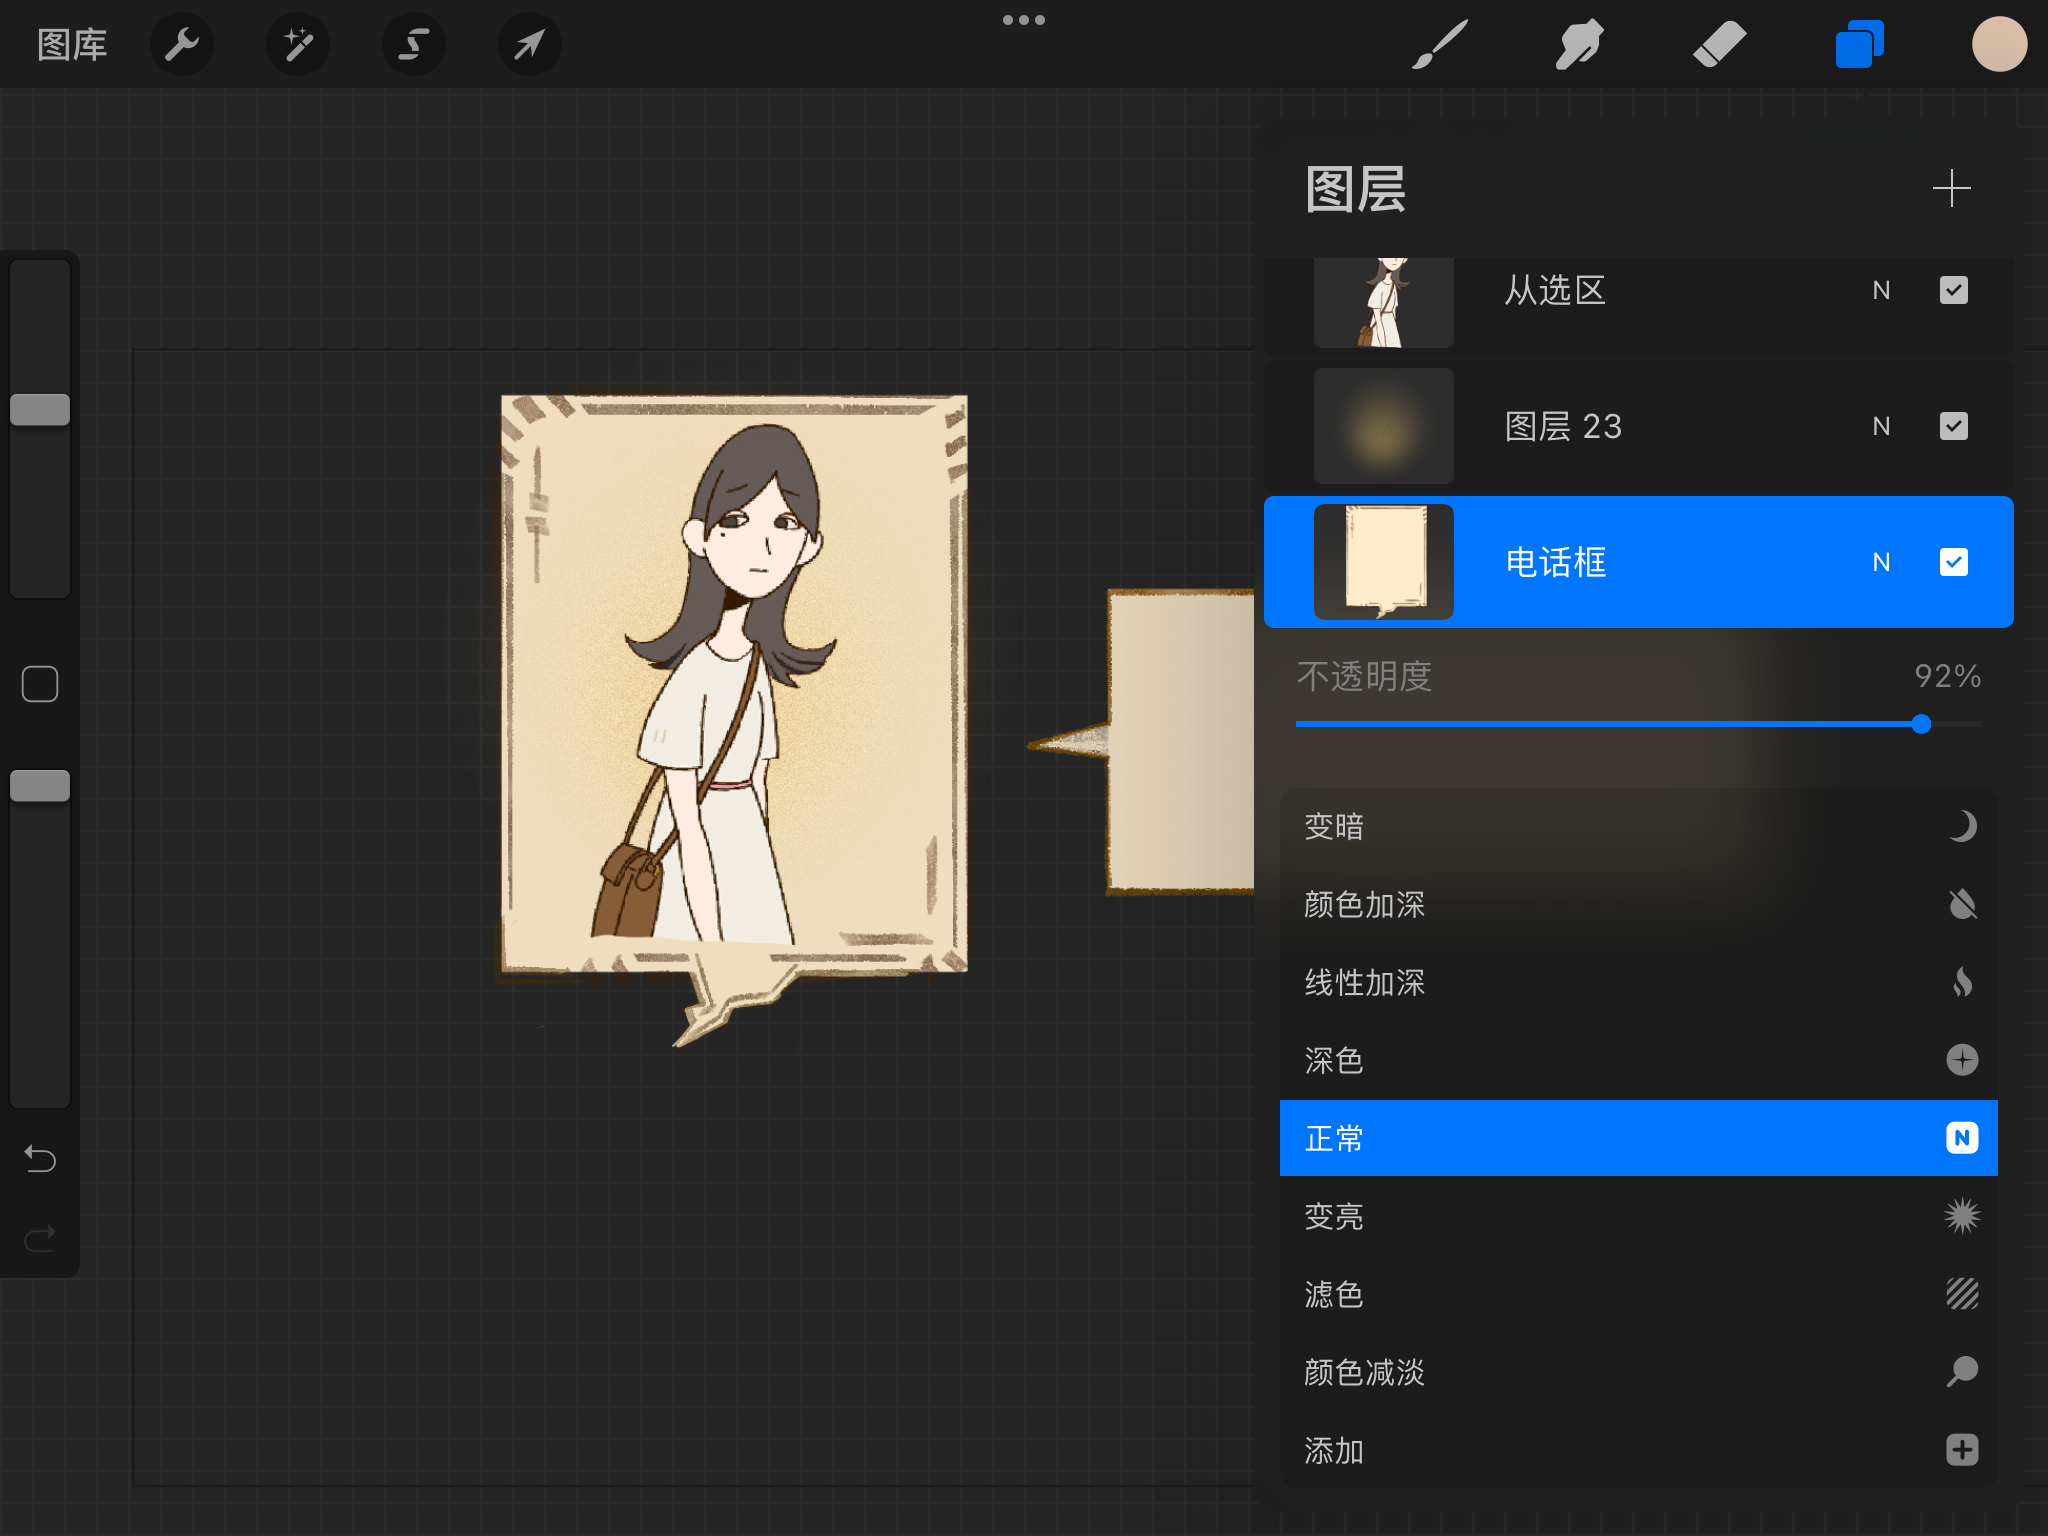 图库
图层
从选区 N
图层 23 N
电话框 N
不透明度 92%
变暗
颜色加深
线性加深
深色
正常 N
变亮
滤色
颜色减淡
添加